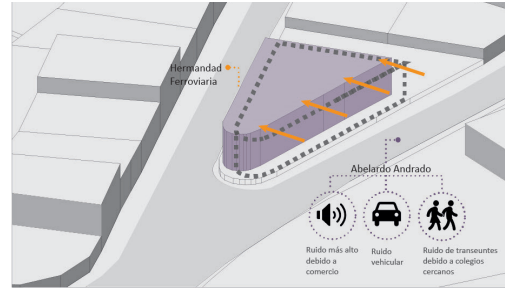 Hermandad
Ferroviaria
Abelardo Andrado
Ruido más alto
debido a
comercio
Ruido
vehicular
Ruido de transeuntes
debido a colegios
cercanos